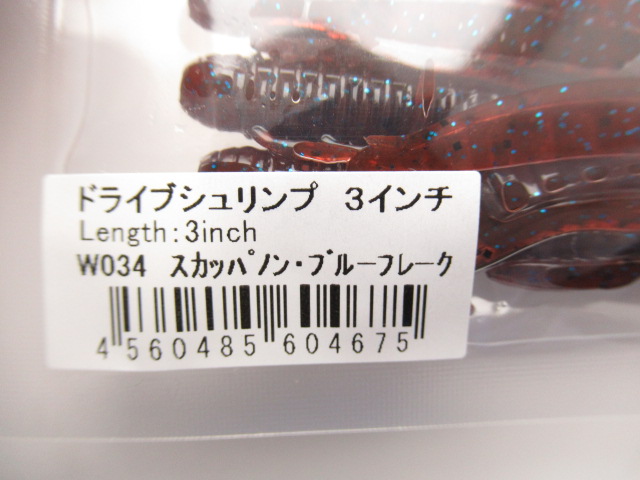 ドライブシュリンプ 3インチ
Length:3inch
W034 ｽｶｯﾊﾟﾉﾝ・ﾌﾞﾙｰﾌﾚｰｸ
4 560485 604675